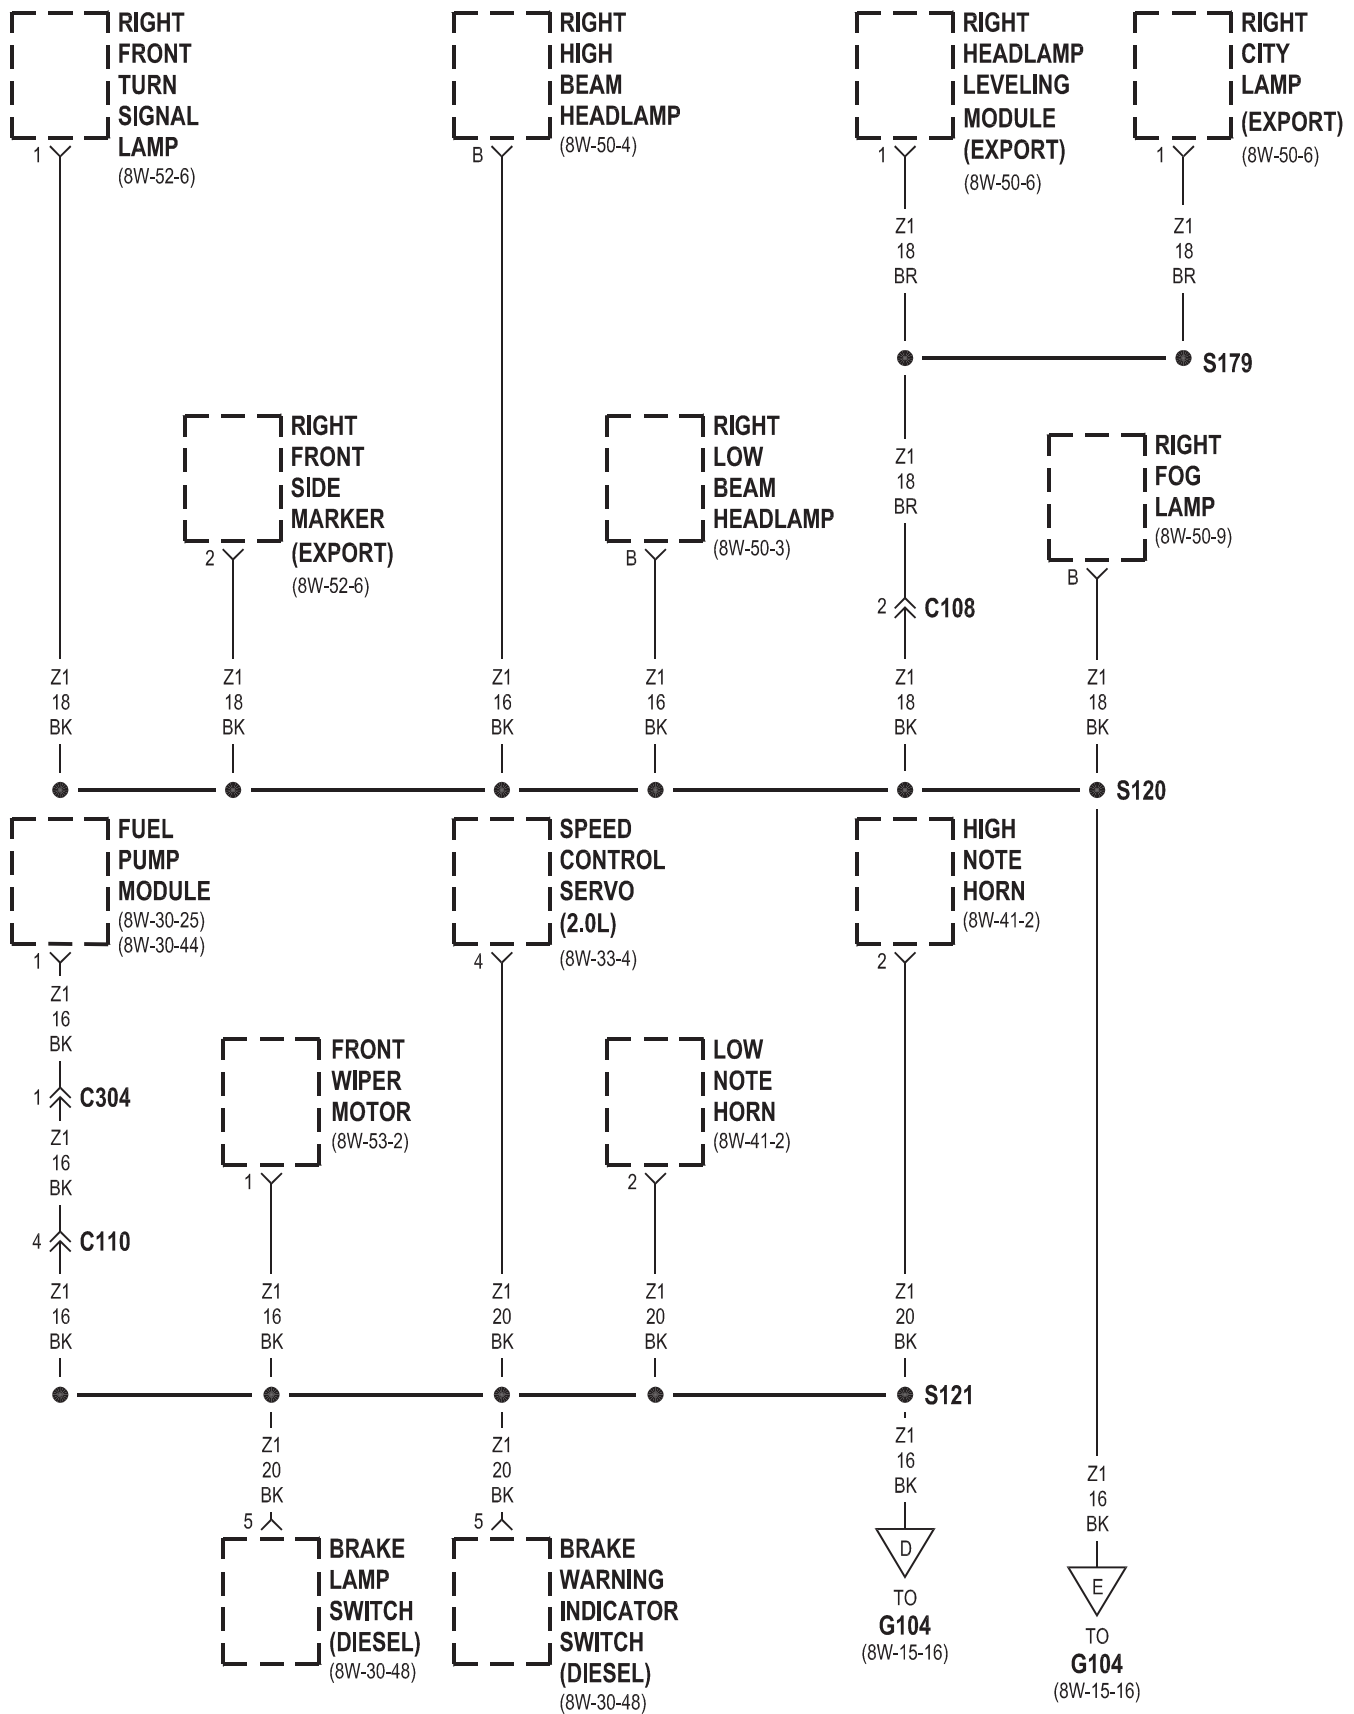 RIGHT
FRONT
TURN
SIGNAL
LAMP
(8W-52-6)
1
RIGHT
HIGH
BEAM
HEADLAMP
(8W-50-4)
B
RIGHT
HEADLAMP
LEVELING
MODULE
(EXPORT)
(8W-50-6)
1
RIGHT
CITY
LAMP
(EXPORT)
(8W-50-6)
1
Z1
18
BR
Z1
18
BR
S179
RIGHT
FRONT
SIDE
MARKER
(EXPORT)
(8W-52-6)
2
RIGHT
LOW
BEAM
HEADLAMP
(8W-50-3)
B
Z1
18
BR
2
C108
RIGHT
FOG
LAMP
(8W-50-9)
B
Z1
18
BK
Z1
18
BK
Z1
16
BK
Z1
16
BK
Z1
18
BK
Z1
18
BK
S120
FUEL
PUMP
MODULE
(8W-30-25)
(8W-30-44)
1
SPEED
CONTROL
SERVO
(2.0L)
(8W-33-4)
4
HIGH
NOTE
HORN
(8W-41-2)
2
Z1
16
BK
1
C304
Z1
16
BK
4
C110
FRONT
WIPER
MOTOR
(8W-53-2)
1
LOW
NOTE
HORN
(8W-41-2)
2
Z1
16
BK
Z1
16
BK
Z1
20
BK
Z1
20
BK
Z1
20
BK
S121
Z1
20
BK
5
Z1
20
BK
5
Z1
16
BK
Z1
16
BK
BRAKE
LAMP
SWITCH
(DIESEL)
(8W-30-48)
BRAKE
WARNING
INDICATOR
SWITCH
(DIESEL)
(8W-30-48)
D
TO
G104
(8W-15-16)
E
TO
G104
(8W-15-16)